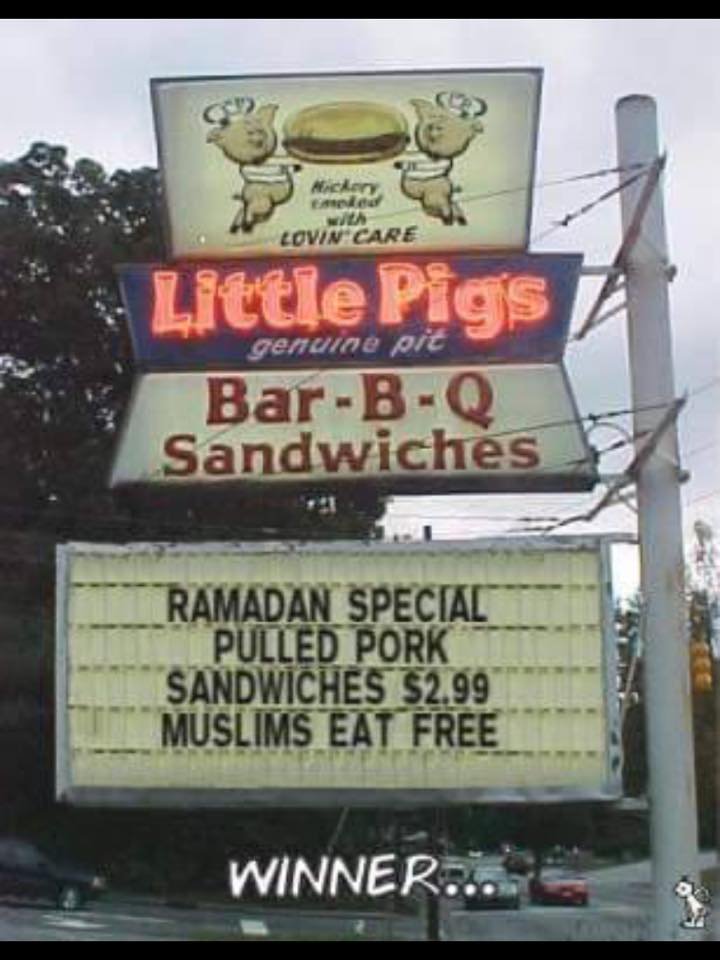 Hickory
smoked
with
LOVIN' CARE
Little Pigs
genuine pit
Bar-B-Q
Sandwiches
RAMADAN SPECIAL
PULLED PORK
SANDWICHES $2.99
MUSLIMS EAT FREE
WINNER...